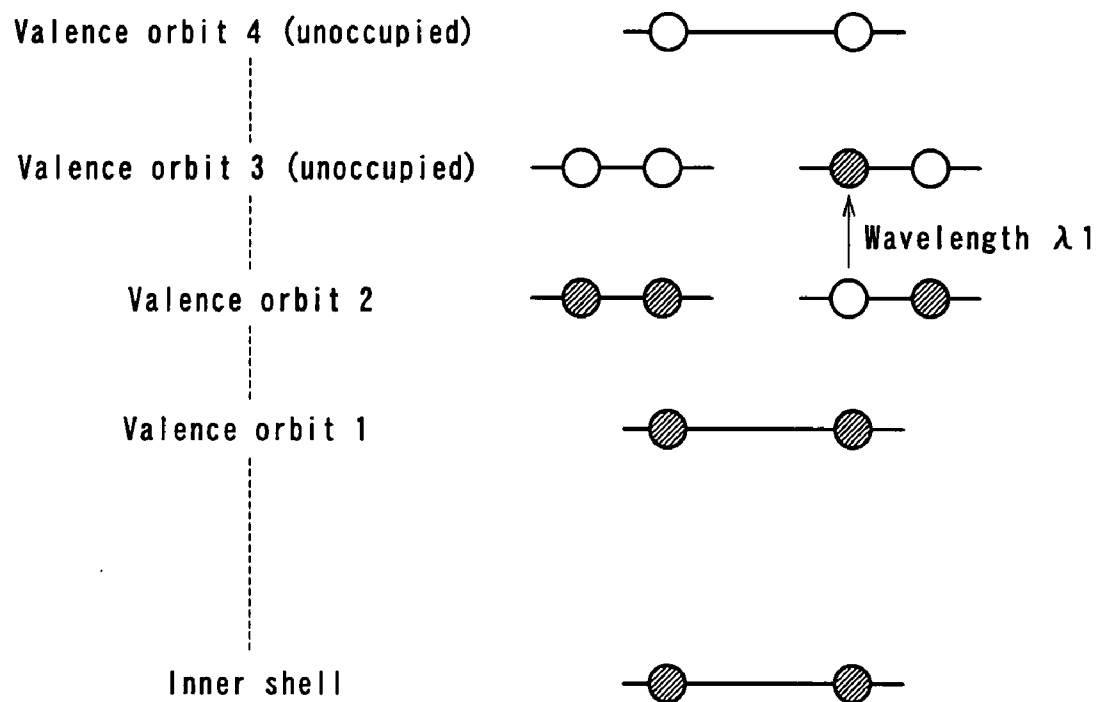 Valence orbit 4 (unoccupied)
Valence orbit 3 (unoccupied)
Wavelength λ1
Valence orbit 2
Valence orbit 1
Inner shell